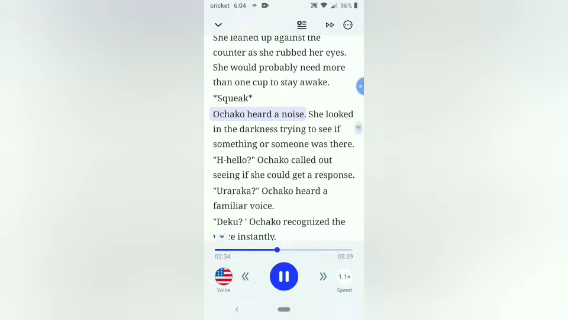 cricket 6:04 96%
She leaned up against the
counter as she rubbed her eyes.
She would probably need more
than one cup to stay awake.
*Squeak*
Ochako heard a noise. She looked
in the darkness trying to see if
something or someone was there.
"H-hello?" Ochako called out
seeing if she could get a response.
"Uraraka?" Ochako heard a
familiar voice.
"Deku? ' Ochako recognized the
instantly.
02:34 05:39
1.1×
Voice Speed